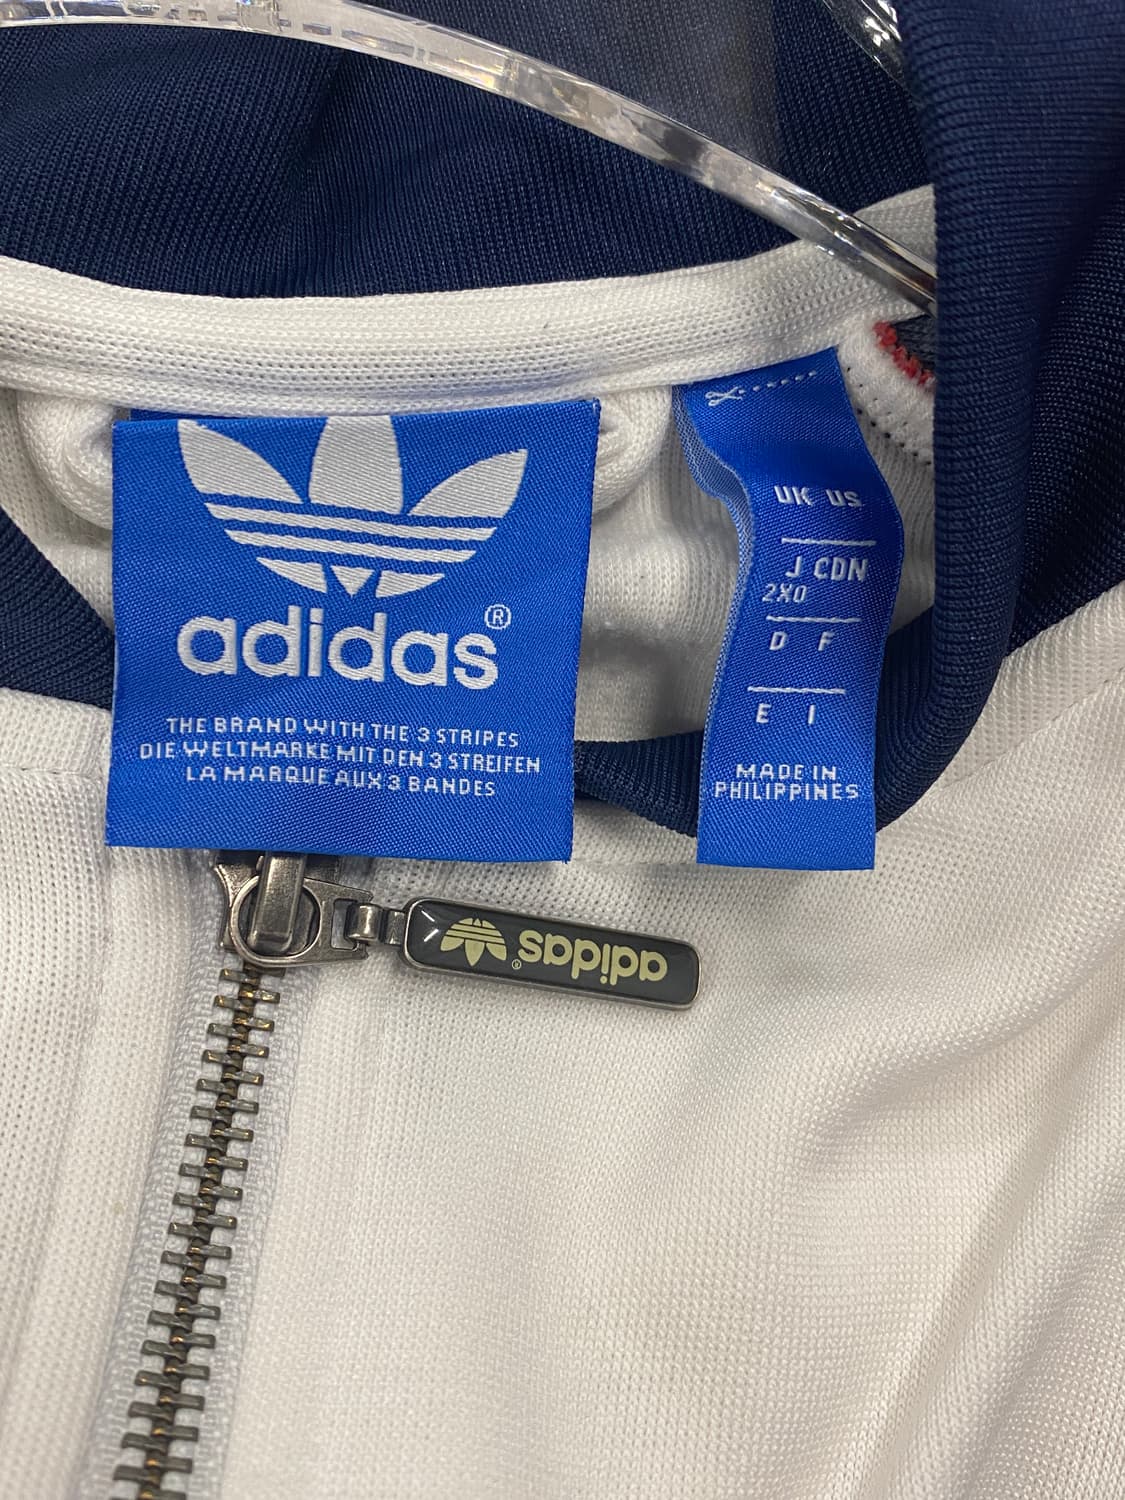 adidas®
THE BRAND WITH THE 3 STRIPES
DIE WELTMARKE MIT DEN 3 STREIFEN
LA MARQUE AUX 3 BANDES
UK US
J CDN
2XO
D F
E I
MADE IN
PHILIPPINES
adidas®